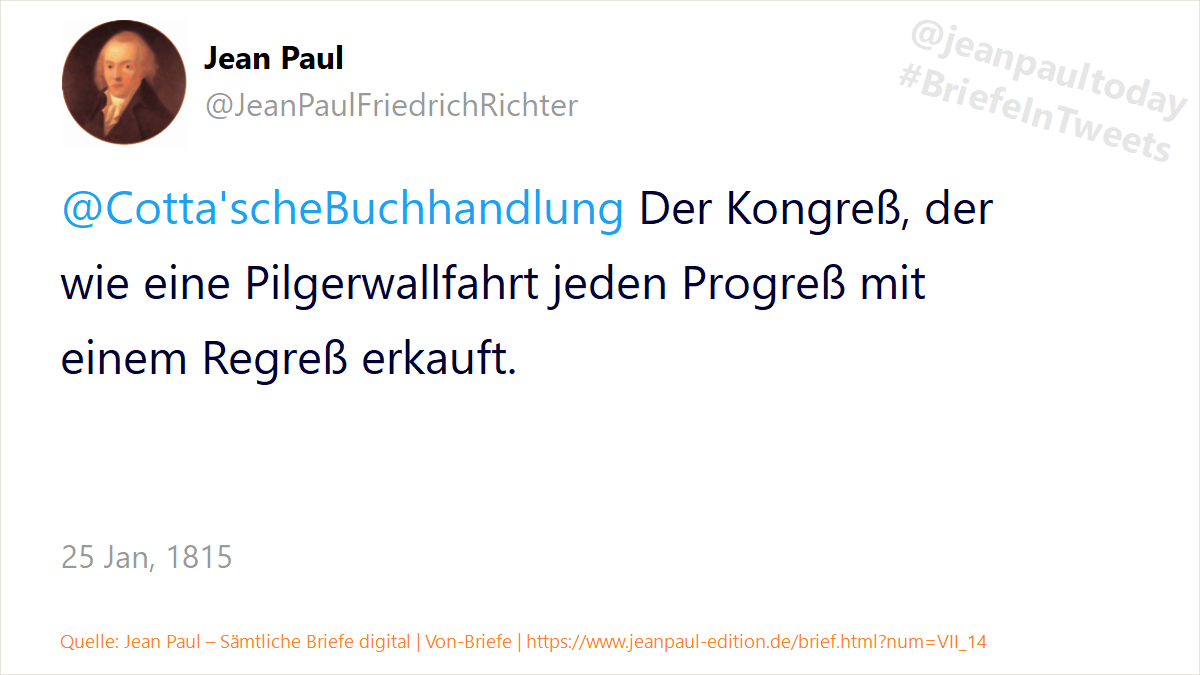 Jean Paul
@JeanPaulFriedrichRichter
@jeanpaultoday
#BriefeInTweets
@Cotta'scheBuchhandlung Der Kongreß, der
wie eine Pilgerwallfahrt jeden Progreß mit
einem Regreß erkauft.
25 Jan, 1815
Quelle: Jean Paul – Sämtliche Briefe digital | Von-Briefe | https://www.jeanpaul-edition.de/brief.html?num=VII_14